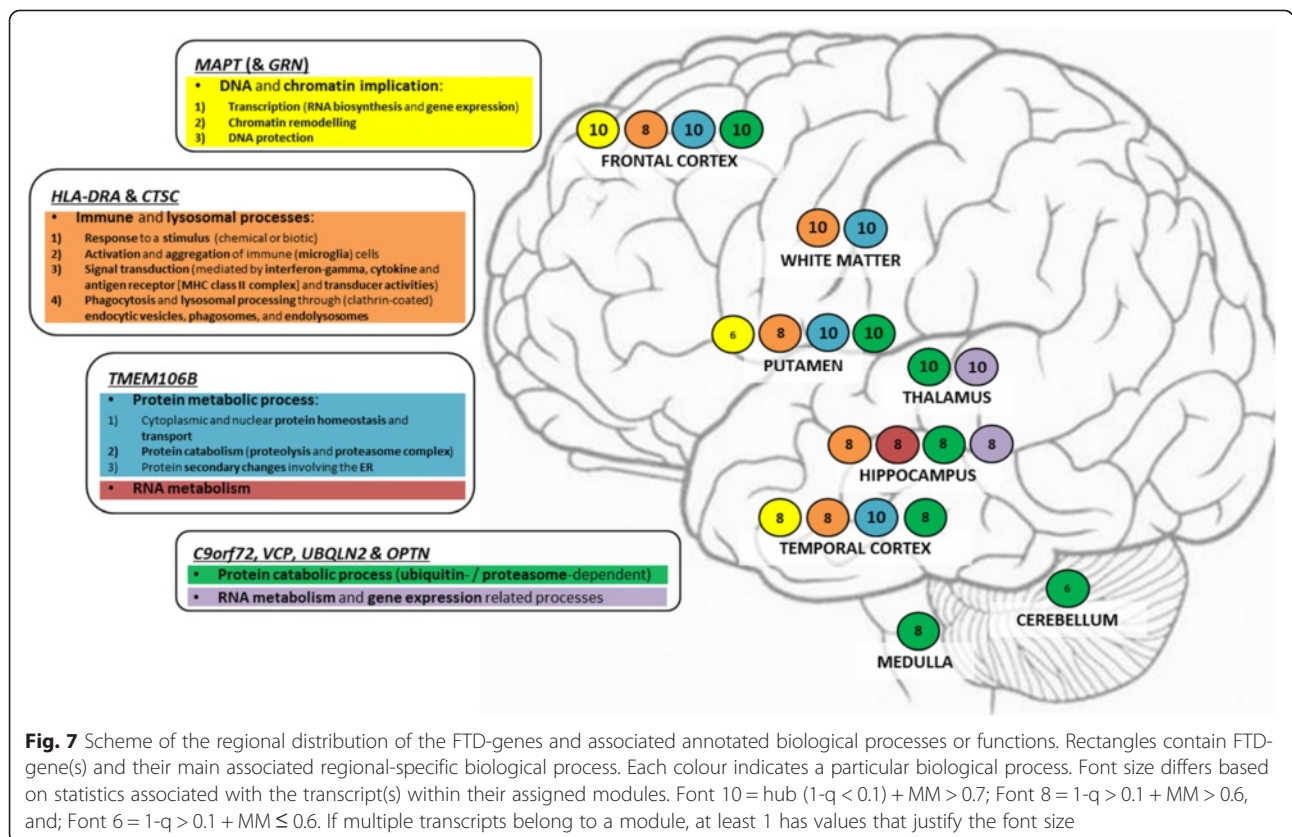 MAPT (& GRN)
• DNA and chromatin implication:
1) Transcription (RNA biosynthesis and gene expression)
2) Chromatin remodelling
3) DNA protection
HLA-DRA & CTSC
• Immune and lysosomal processes:
1) Response to a stimulus (chemical or biotic)
2) Activation and aggregation of immune (microglia) cells
3) Signal transduction (mediated by interferon-gamma, cytokine and
antigen receptor [MHC class II complex] and transducer activities)
4) Phagocytosis and lysosomal processing through (clathrin-coated)
endocytic vesicles, phagosomes, and endolysosomes
TMEM106B
• Protein metabolic process:
1) Cytoplasmic and nuclear protein homeostasis and
transport
2) Protein catabolism (proteolysis and proteasome complex)
3) Protein secondary changes involving the ER
• RNA metabolism
C9orf72, VCP, UBQLN2 & OPTN
• Protein catabolic process (ubiquitin- / proteasome-dependent)
• RNA metabolism and gene expression related processes
10 8 10 10
FRONTAL CORTEX
10 10
WHITE MATTER
6 8 10 10
PUTAMEN
10 10
THALAMUS
8 8 8 8
HIPPOCAMPUS
8 8 10 8
TEMPORAL CORTEX
6
CEREBELLUM
8
MEDULLA
Fig. 7 Scheme of the regional distribution of the FTD-genes and associated annotated biological processes or functions. Rectangles contain FTD-
gene(s) and their main associated regional-specific biological process. Each colour indicates a particular biological process. Font size differs based
on statistics associated with the transcript(s) within their assigned modules. Font 10 = hub (1-q < 0.1) + MM > 0.7; Font 8 = 1-q > 0.1 + MM > 0.6,
and; Font 6 = 1-q > 0.1 + MM ≤ 0.6. If multiple transcripts belong to a module, at least 1 has values that justify the font size